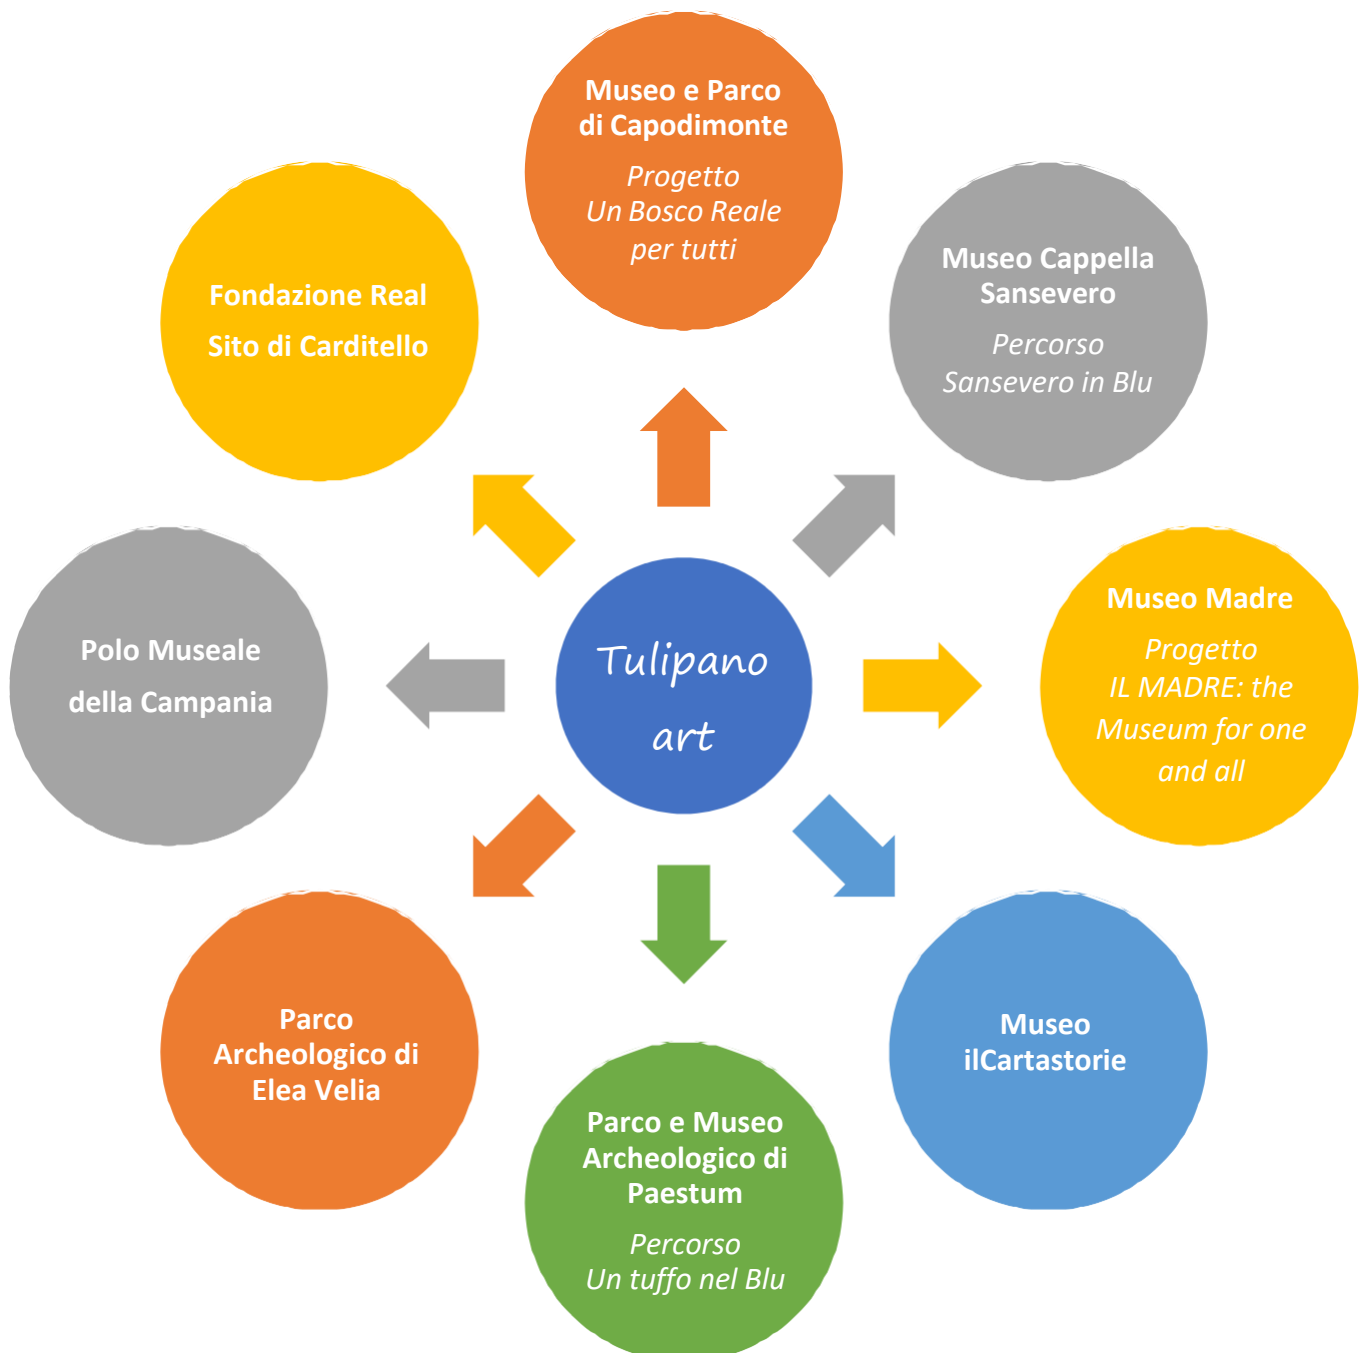 Museo e Parco
di Capodimonte
Progetto
Un Bosco Reale
per tutti
Museo Cappella
Sansevero
Percorso
Sansevero in Blu
Museo Madre
Progetto
IL MADRE: the
Museum for one
and all
Museo
ilCartastorie
Parco e Museo
Archeologico di
Paestum
Percorso
Un tuffo nel Blu
Parco
Archeologico di
Elea Velia
Polo Museale
della Campania
Fondazione Real
Sito di Carditello
Tulipano
art